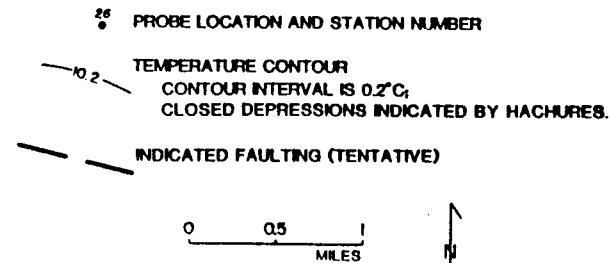 26 PROBE LOCATION AND STATION NUMBER
10.2 TEMPERATURE CONTOUR
CONTOUR INTERVAL IS 0.2°C;
CLOSED DEPRESSIONS INDICATED BY HACHURES.
INDICATED FAULTING (TENTATIVE)
0 0.5 1
MILES N